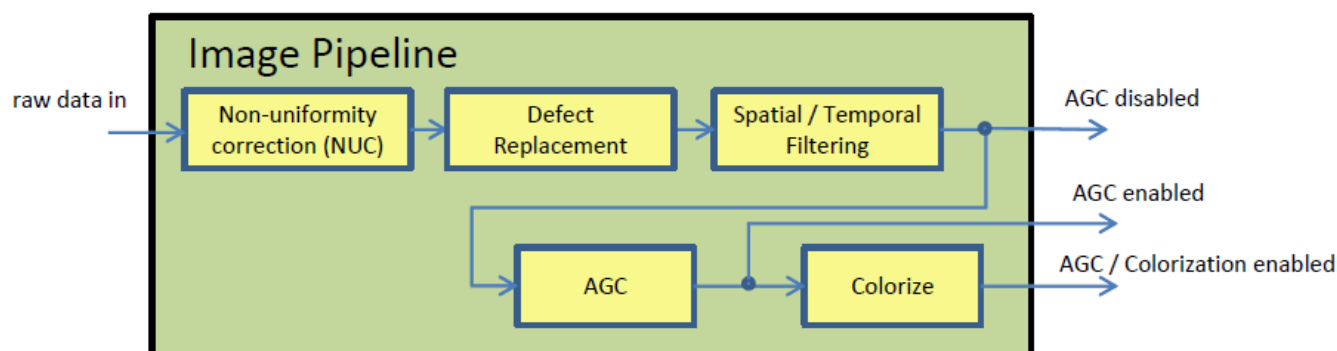 Image Pipeline
raw data in
Non-uniformity
correction (NUC)
Defect
Replacement
Spatial / Temporal
Filtering
AGC disabled
AGC enabled
AGC
Colorize
AGC / Colorization enabled